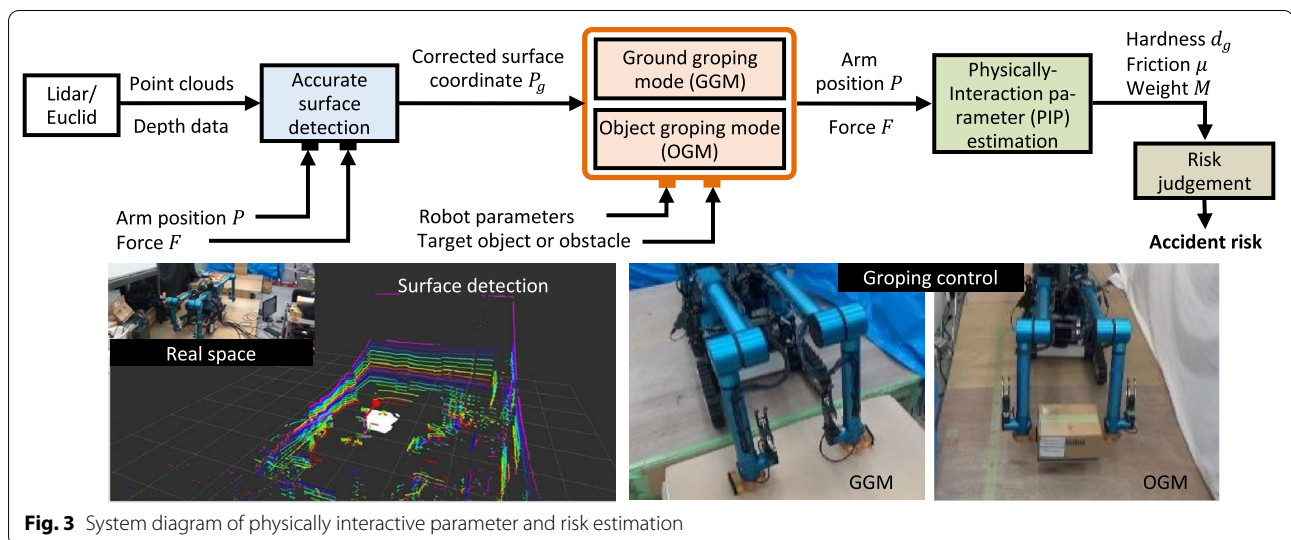 Lidar/
Euclid
Point clouds
Depth data
Accurate
surface
detection
Arm position P
Force F
Corrected surface
coordinate P_g
Ground groping
mode (GGM)
Object groping mode
(OGM)
Robot parameters
Target object or obstacle
Arm
position P
Force F
Physically-
Interaction pa-
rameter (PIP)
estimation
Hardness d_g
Friction μ
Weight M
Risk
judgement
Accident risk
Real space
Surface detection
Groping control
GGM
OGM
Fig. 3 System diagram of physically interactive parameter and risk estimation